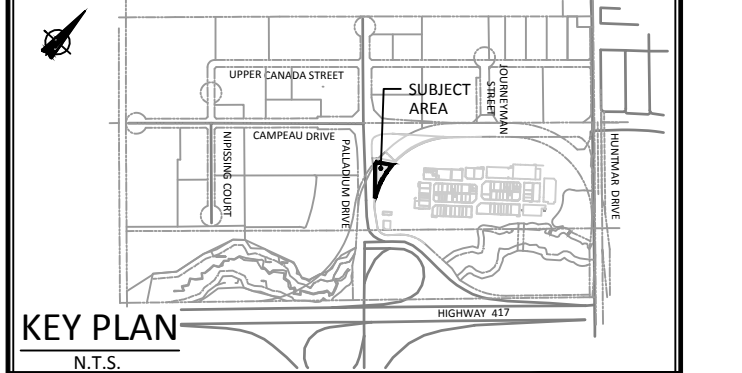 UPPER CANADA STREET
JOURNEYMAN
STREET
SUBJECT
AREA
CAMPEAU DRIVE
NIPISSING COURT
PALLADIUM DRIVE
HUNTMAR DRIVE
HIGHWAY 417
KEY PLAN
N.T.S.